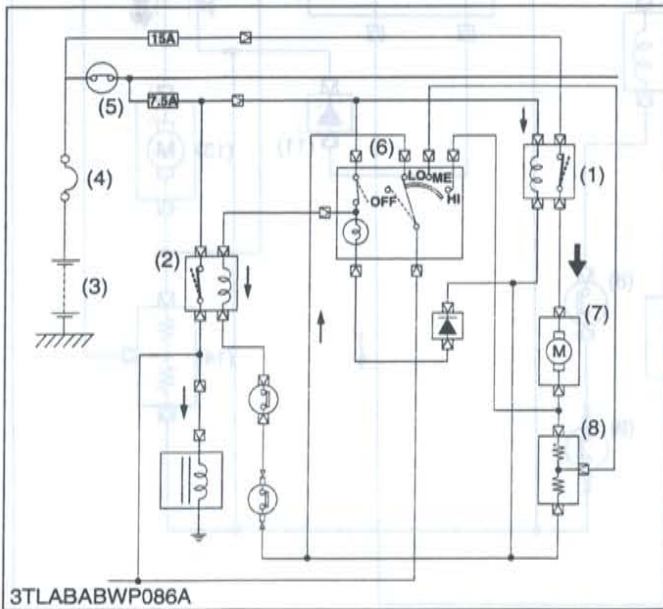 15A
(5)
7.5A
(4)
(6)
LO ME
OFF
HI
(1)
(2)
(3)
(7)
M
(8)
3TLABABWP086A